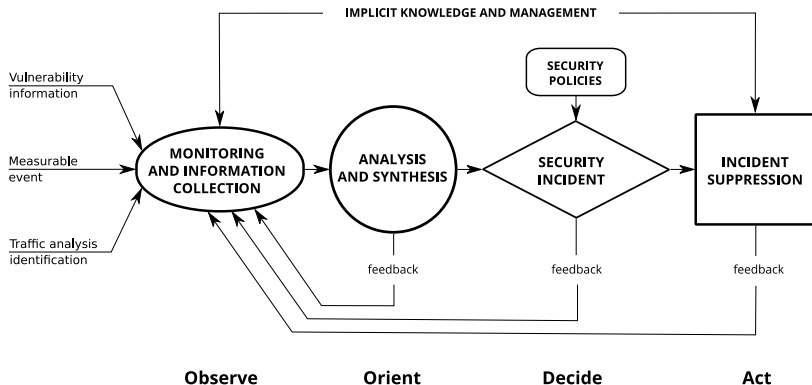 IMPLICIT KNOWLEDGE AND MANAGEMENT
Vulnerability
information
Measurable
event
Traffic analysis
identification
MONITORING
AND INFORMATION
COLLECTION
ANALYSIS
AND SYNTHESIS
SECURITY
POLICIES
SECURITY
INCIDENT
INCIDENT
SUPPRESSION
feedback
feedback
feedback
Observe
Orient
Decide
Act